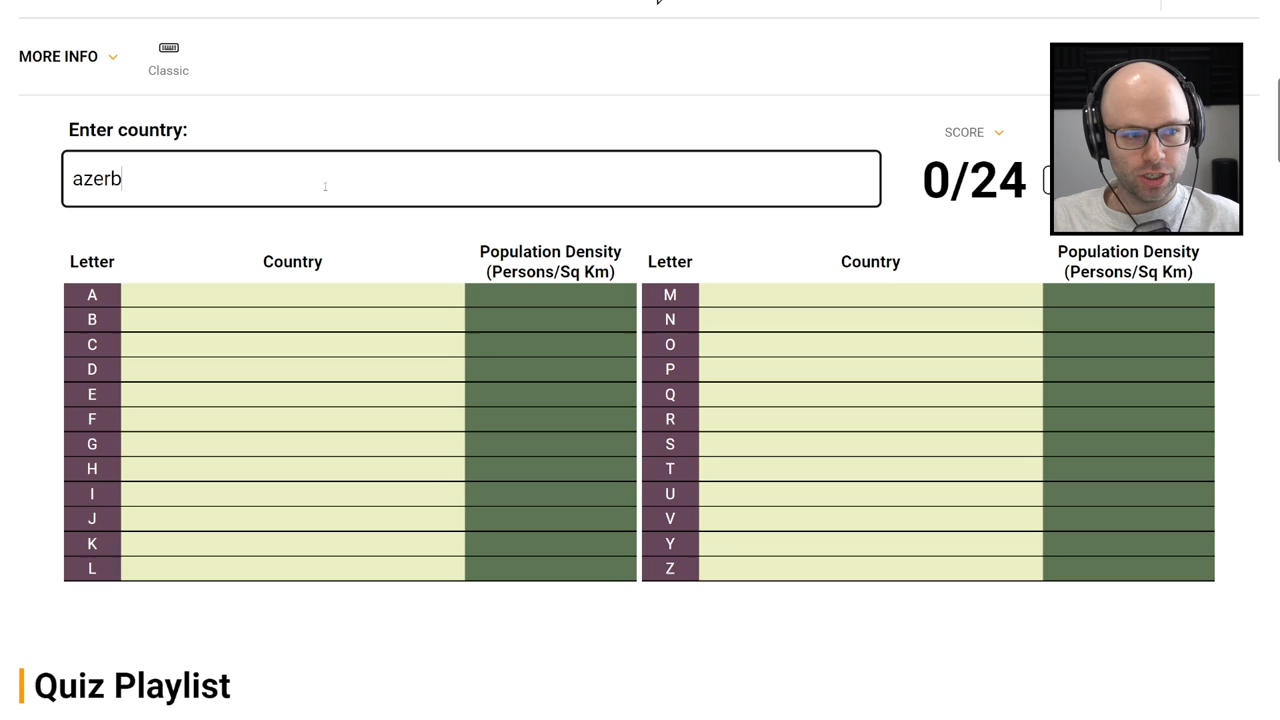 MORE INFO
Classic
Enter country:
SCORE
azerb
0/24
Letter Country Population Density (Persons/Sq Km) Letter Country Population Density (Persons/Sq Km)
A M
B N
C O
D P
E Q
F R
G S
H T
I U
J V
K Y
L Z
Quiz Playlist